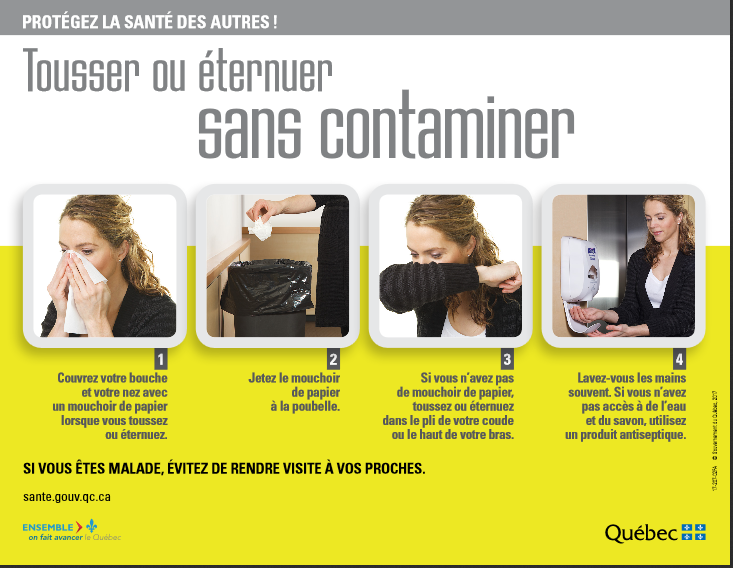 PROTÉGEZ LA SANTÉ DES AUTRES !
Tousser ou éternuer
sans contaminer
1
Couvrez votre bouche
et votre nez avec
un mouchoir de papier
lorsque vous toussez
ou éternuez.
2
Jetez le mouchoir
de papier
à la poubelle.
3
Si vous n'avez pas
de mouchoir de papier,
toussez ou éternuez
dans le pli de votre coude
ou le haut de votre bras.
4
Lavez-vous les mains
souvent. Si vous n'avez
pas accès à de l'eau
et du savon, utilisez
un produit antiseptique.
SI VOUS ÊTES MALADE, ÉVITEZ DE RENDRE VISITE À VOS PROCHES.
sante.gouv.qc.ca
ENSEMBLE
on fait avancer le Québec
Québec
© Gouvernement du Québec, 2017